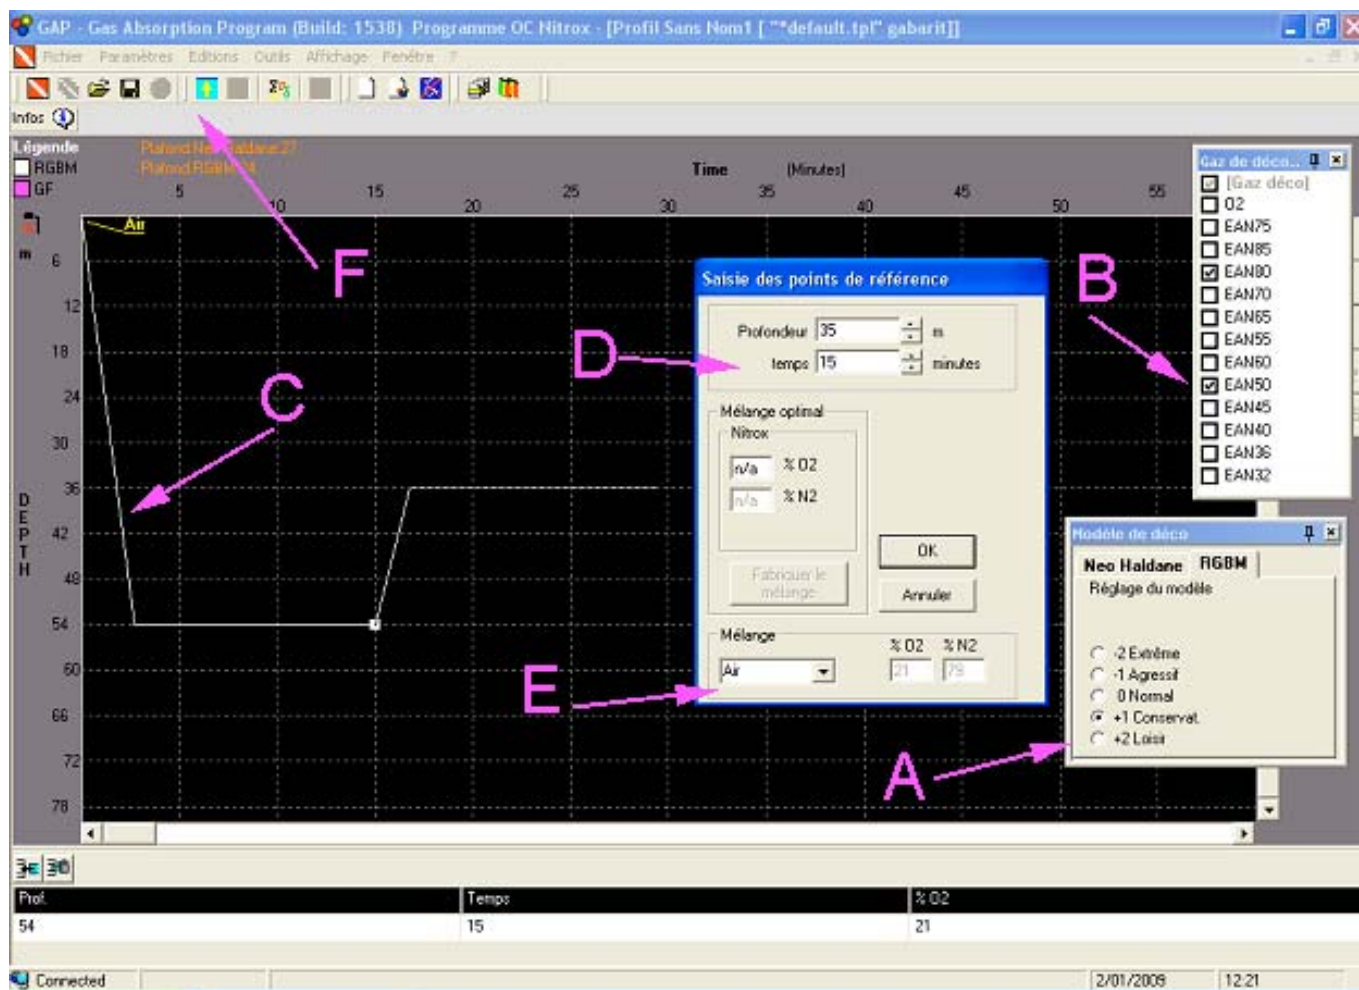 GAP - Gas Absorption Program (Build: 1538) Programme OC Nitrox - [Profil Sans Nom1 [ "*default.tpl" gabarit]]
Fichier Paramètres Editions Outils Affichage Fenêtre ?
Infos
Légende
RGBM
GF
Plafond Neo Haldane:27
Plafond RGBM:
Time (Minutes)
5 10 15 20 25 30 35 40 45 50 55
Air
m
6
12
18
24
30
36
42
48
54
60
66
72
78
DEPTH
F
C
D
E
B
A
Saisie des points de référence
Profondeur 35 m
temps 15 minutes
Mélange optimal
Nitrox
n/a % O2
n/a % N2
Fabriquer le
mélange
OK
Annuler
Mélange
% O2 % N2
Air 21 79
Gaz de déco...
[Gaz déco]
O2
EAN75
EAN85
EAN80
EAN70
EAN65
EAN55
EAN60
EAN50
EAN45
EAN40
EAN36
EAN32
Modèle de déco
Neo Haldane RGBM
Réglage du modèle
-2 Extrême
-1 Agressif
0 Normal
+1 Conservat.
+2 Loisir
Prof. Temps % O2
54 15 21
Connected 2/01/2009 12:21